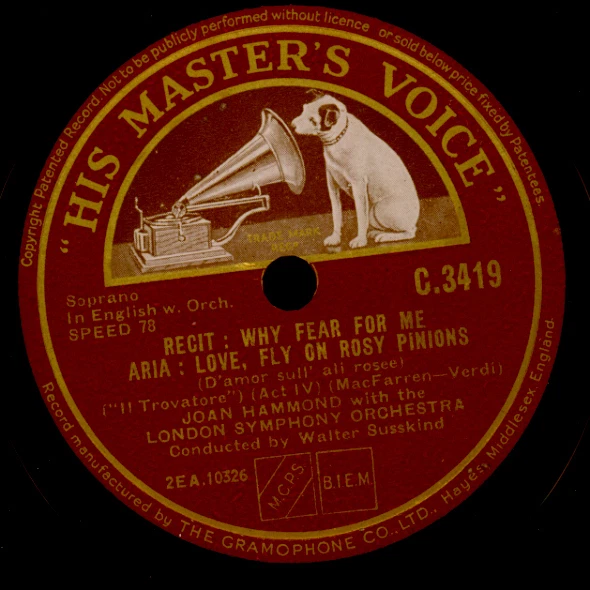 Copyright Patented Record. Not to be publicly performed without licence or sold below price fixed by Patentees.
"HIS MASTER'S VOICE"
TRADE MARK
C.3419
Soprano
In English w. Orch.
SPEED 78
RECIT : WHY FEAR FOR ME
ARIA : LOVE, FLY ON ROSY PINIONS
(D'amor sull' ali rosee)
("Il Trovatore") (Act IV) (MacFarren—Verdi)
JOAN HAMMOND with the
LONDON SYMPHONY ORCHESTRA
Conducted by Walter Susskind
2EA.10326
M.C.P.S.
B.I.E.M.
Record manufactured by THE GRAMOPHONE CO., LTD., Hayes, Middlesex, England.